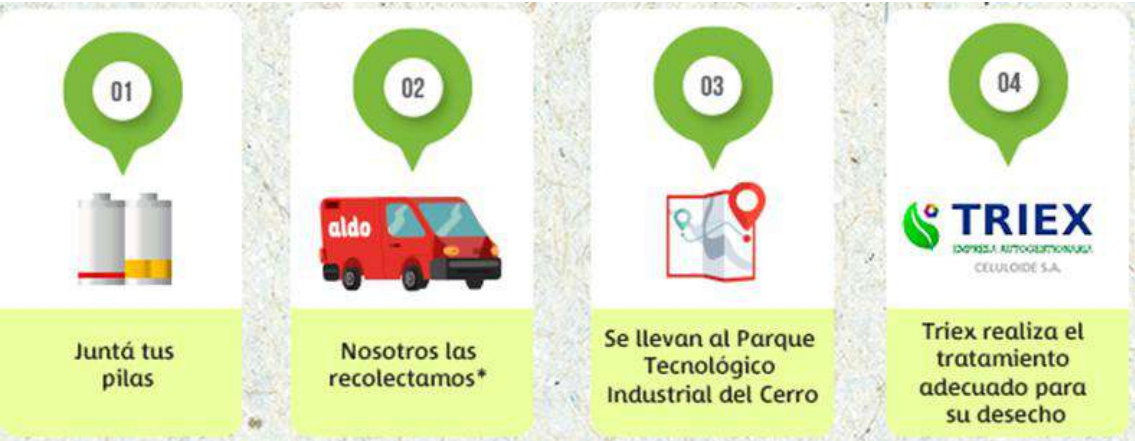 01
Juntá tus
pilas
02
aldo
Nosotros las
recolectamos*
03
Se llevan al Parque
Tecnológico
Industrial del Cerro
04
TRIEX
EMPRESA AUTOGESTIONARIA
CELULOIDE S.A.
Triex realiza el
tratamiento
adecuado para
su desecho